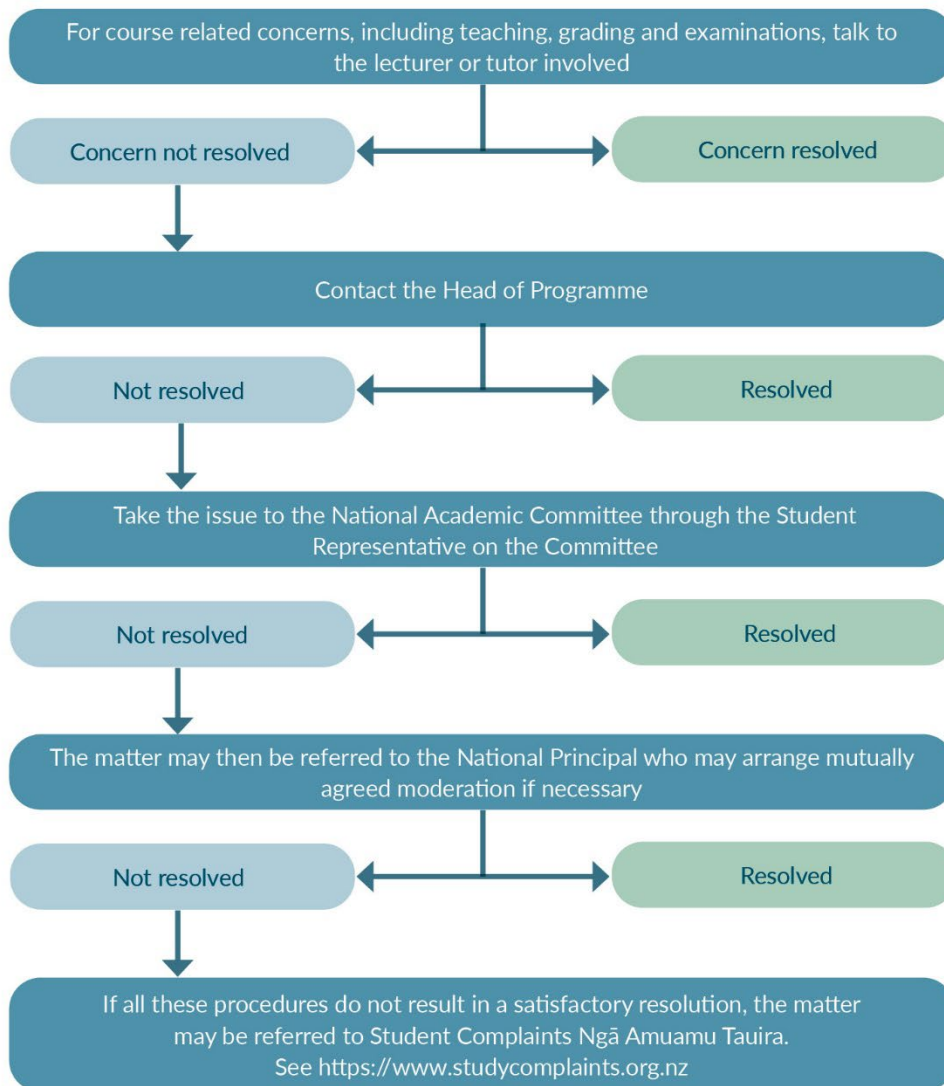 For course related concerns, including teaching, grading and examinations, talk to
the lecturer or tutor involved
Concern not resolved
Concern resolved
Contact the Head of Programme
Not resolved
Resolved
Take the issue to the National Academic Committee through the Student
Representative on the Committee
Not resolved
Resolved
The matter may then be referred to the National Principal who may arrange mutually
agreed moderation if necessary
Not resolved
Resolved
If all these procedures do not result in a satisfactory resolution, the matter
may be referred to Student Complaints Ngā Amuamu Tauira.
See https://www.studycomplaints.org.nz